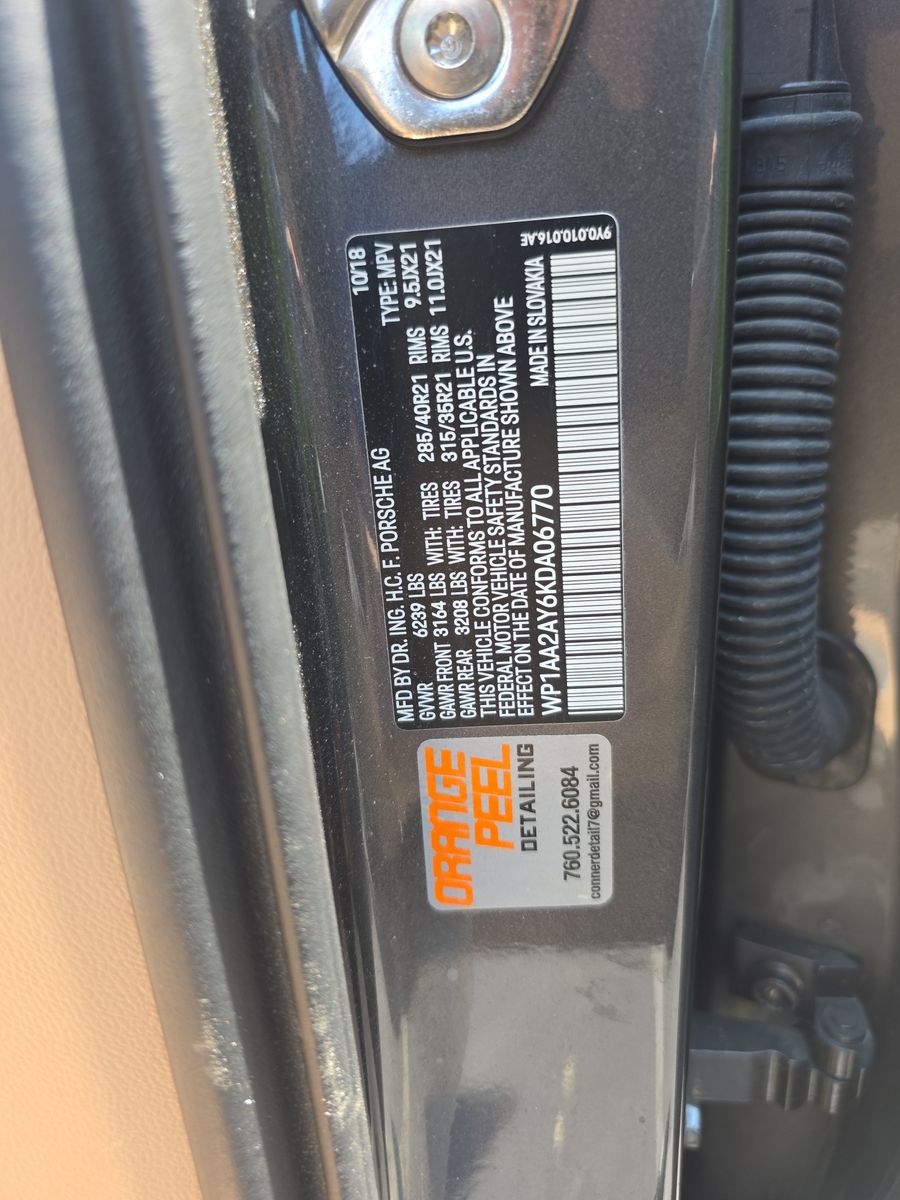 MFD BY DR. ING. H.C. F. PORSCHE AG 10/18
GVWR 6239 LBS TYPE: MPV
GAWR FRONT 3164 LBS WITH: TIRES 285/40R21 RIMS 9.5JX21
GAWR REAR 3208 LBS WITH: TIRES 315/35R21 RIMS 11.0JX21
THIS VEHICLE CONFORMS TO ALL APPLICABLE U.S.
FEDERAL MOTOR VEHICLE SAFETY STANDARDS IN
EFFECT ON THE DATE OF MANUFACTURE SHOWN ABOVE
WP1AA2AY6KDA06770 MADE IN SLOVAKIA
9Y0.010.016.AE
ORANGE
PEEL
DETAILING
760.522.6084
connerdetail7@gmail.com